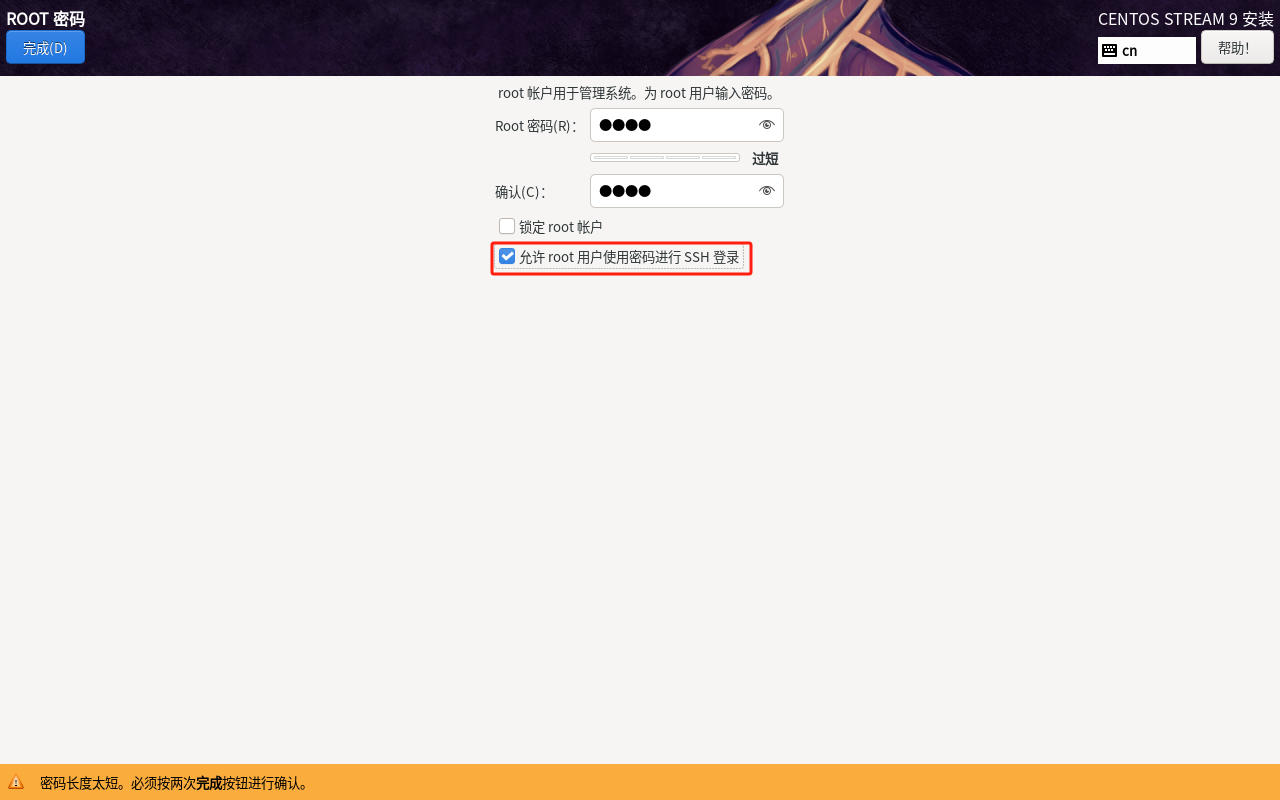 ROOT 密码
CENTOS STREAM 9 安装
完成(D)
cn
帮助！
root 帐户用于管理系统。为 root 用户输入密码。
Root 密码(R)：
过短
确认(C)：
锁定 root 帐户
允许 root 用户使用密码进行 SSH 登录
密码长度太短。必须按两次完成按钮进行确认。